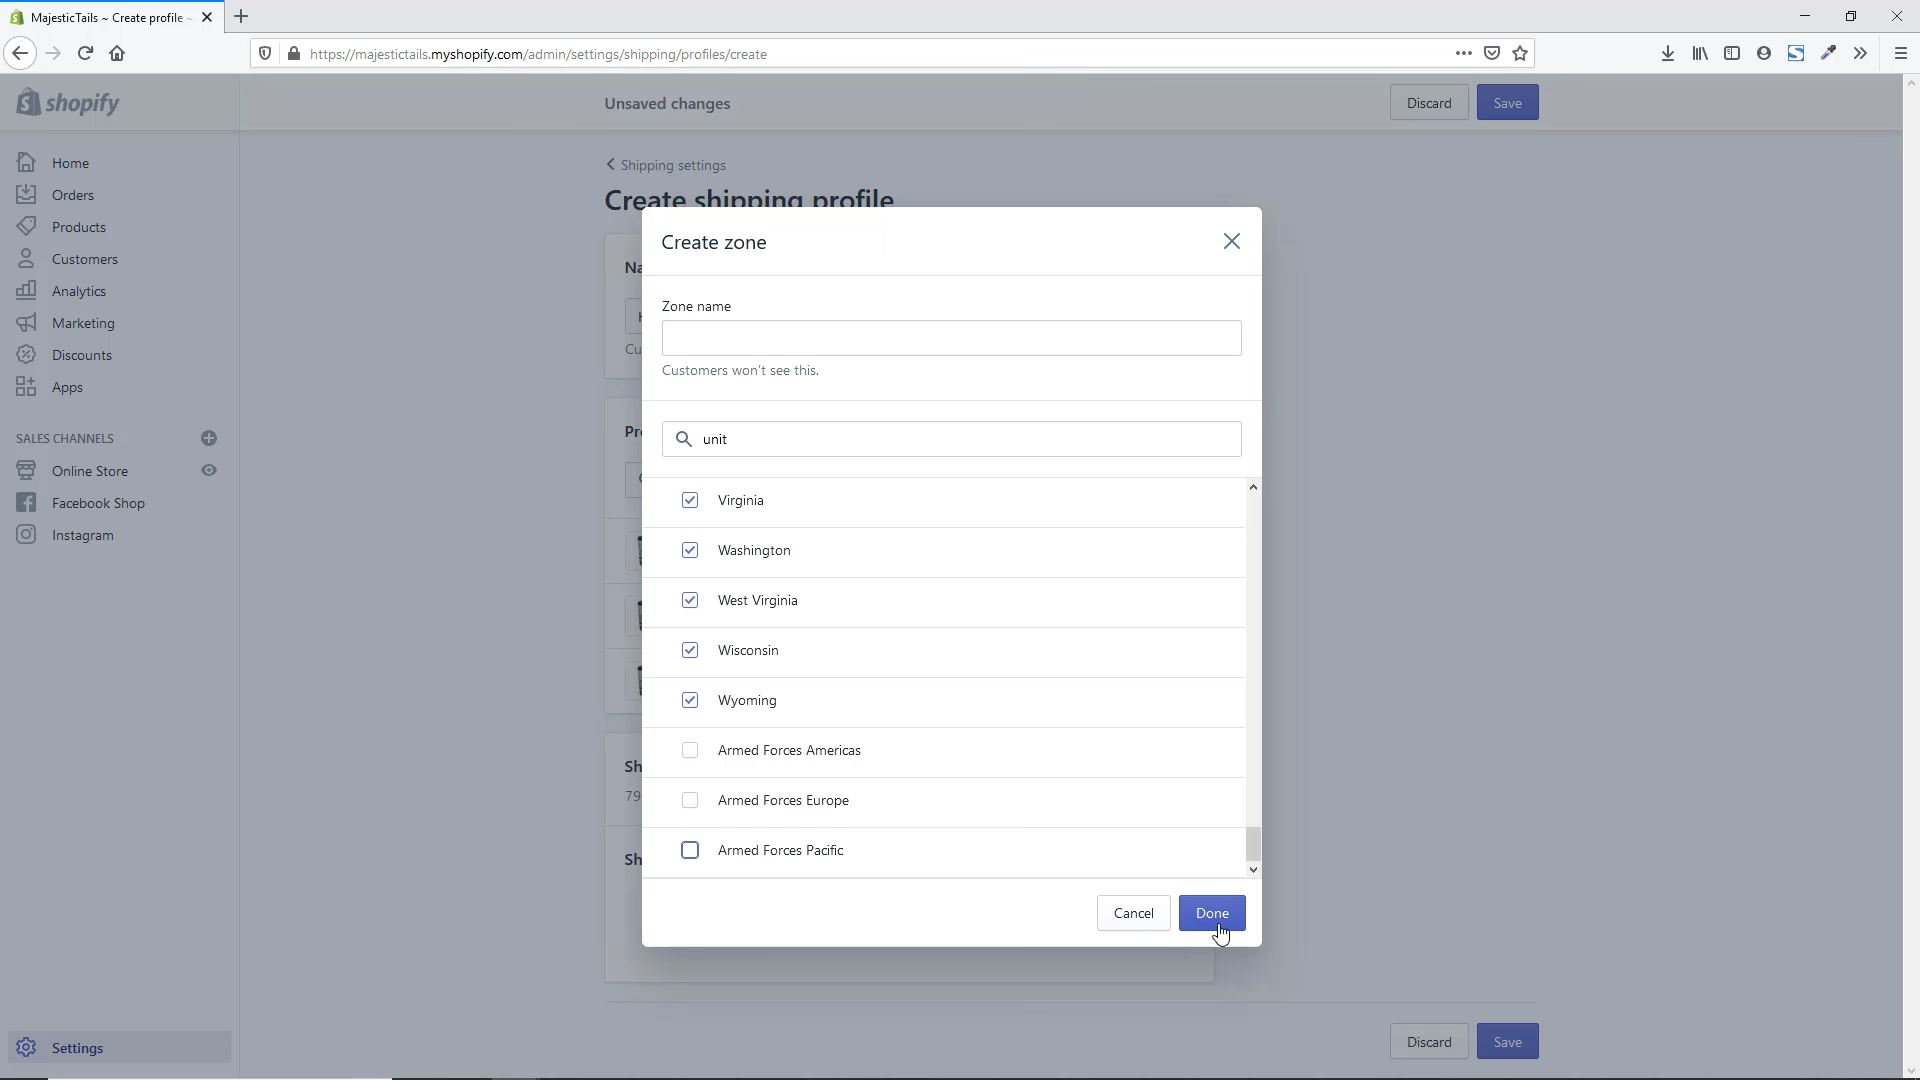 MajesticTails ~ Create profile ~
https://majestictails.myshopify.com/admin/settings/shipping/profiles/create
shopify
Unsaved changes
Discard
Save
Home
Orders
Products
Customers
Analytics
Marketing
Discounts
Apps
SALES CHANNELS
Online Store
Facebook Shop
Instagram
Settings
Shipping settings
Create shipping profile
Na
Cu
Pr
Sh
79
Sh
Create zone
Zone name
Customers won't see this.
unit
Virginia
Washington
West Virginia
Wisconsin
Wyoming
Armed Forces Americas
Armed Forces Europe
Armed Forces Pacific
Cancel
Done
Discard
Save